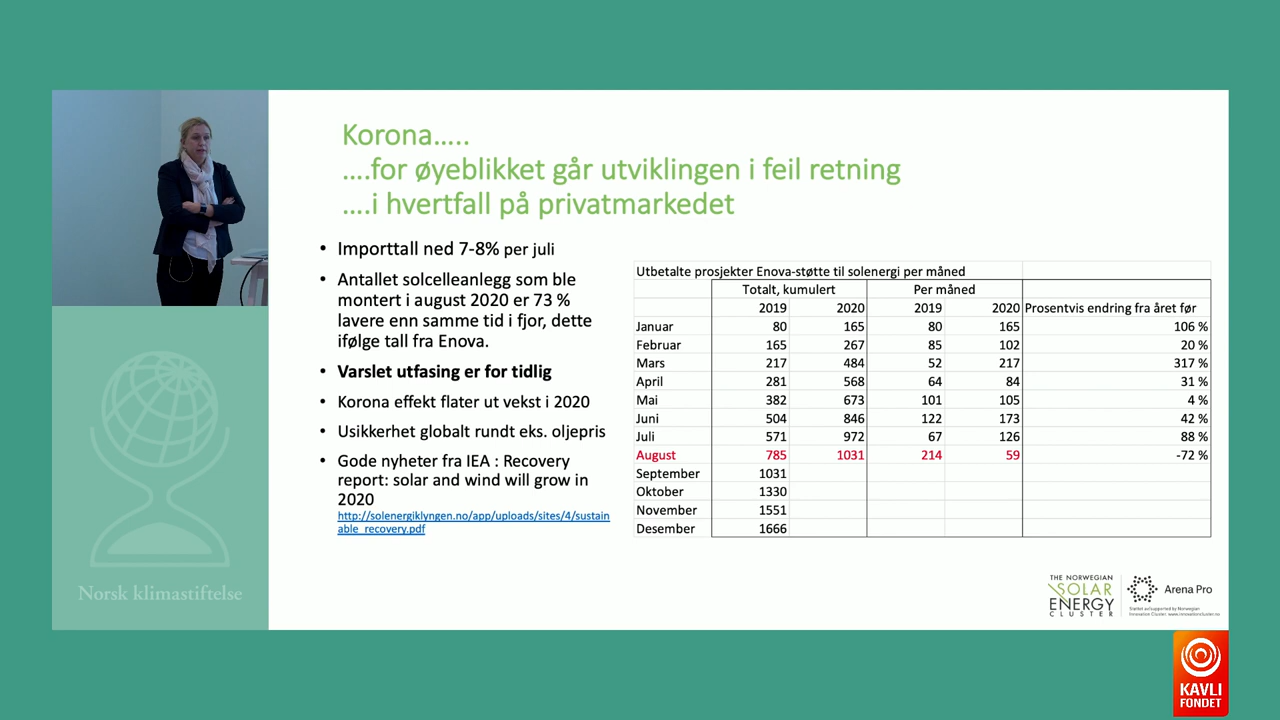 Korona…..
….for øyeblikket går utviklingen i feil retning
….i hvertfall på privatmarkedet
• Importtall ned 7-8% per juli
• Antallet solcelleanlegg som ble
montert i august 2020 er 73 %
lavere enn samme tid i fjor, dette
ifølge tall fra Enova.
• Varslet utfasing er for tidlig
• Korona effekt flater ut vekst i 2020
• Usikkerhet globalt rundt eks. oljepris
• Gode nyheter fra IEA : Recovery
report: solar and wind will grow in
2020
http://solenergiklyngen.no/app/uploads/sites/4/sustain
able_recovery.pdf
Utbetalte prosjekter Enova-støtte til solenergi per måned
Totalt, kumulert Per måned
2019 2020 2019 2020 Prosentvis endring fra året før
Januar 80 165 80 165 106 %
Februar 165 267 85 102 20 %
Mars 217 484 52 217 317 %
April 281 568 64 84 31 %
Mai 382 673 101 105 4 %
Juni 504 846 122 173 42 %
Juli 571 972 67 126 88 %
August 785 1031 214 59 -72 %
September 1031
Oktober 1330
November 1551
Desember 1666
Norsk klimastiftelse
THE NORWEGIAN
SOLAR
ENERGY
CLUSTER
Arena Pro
KAVLI
FONDET